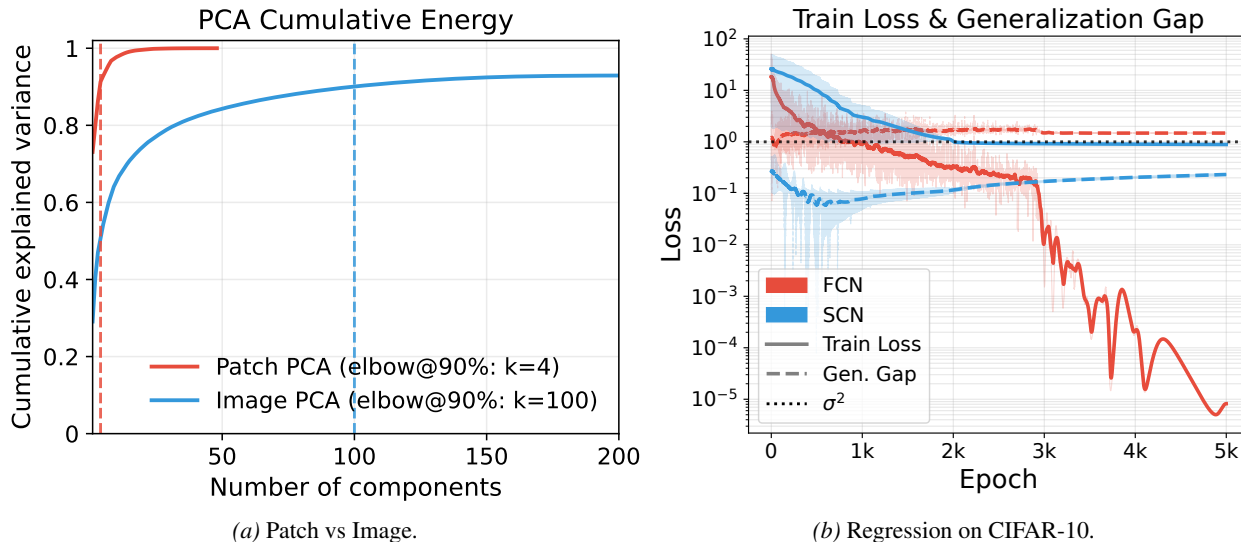 PCA Cumulative Energy
Cumulative explained variance
1
0.8
0.6
0.4
0.2
0
50
100
150
200
Patch PCA (elbow@90%: k=4)
Image PCA (elbow@90%: k=100)
Number of components
(a) Patch vs Image.
Train Loss & Generalization Gap
Loss
10²
10¹
10⁰
10⁻¹
10⁻²
10⁻³
10⁻⁴
10⁻⁵
FCN
SCN
Train Loss
Gen. Gap
σ²
0
1k
2k
3k
4k
5k
Epoch
(b) Regression on CIFAR-10.